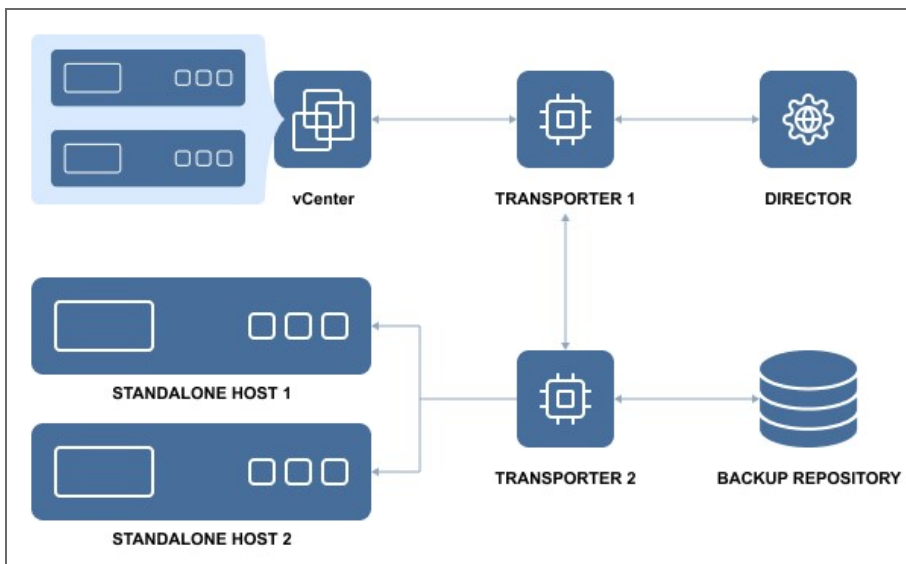 vCenter
TRANSPORTER 1
DIRECTOR
STANDALONE HOST 1
STANDALONE HOST 2
TRANSPORTER 2
BACKUP REPOSITORY